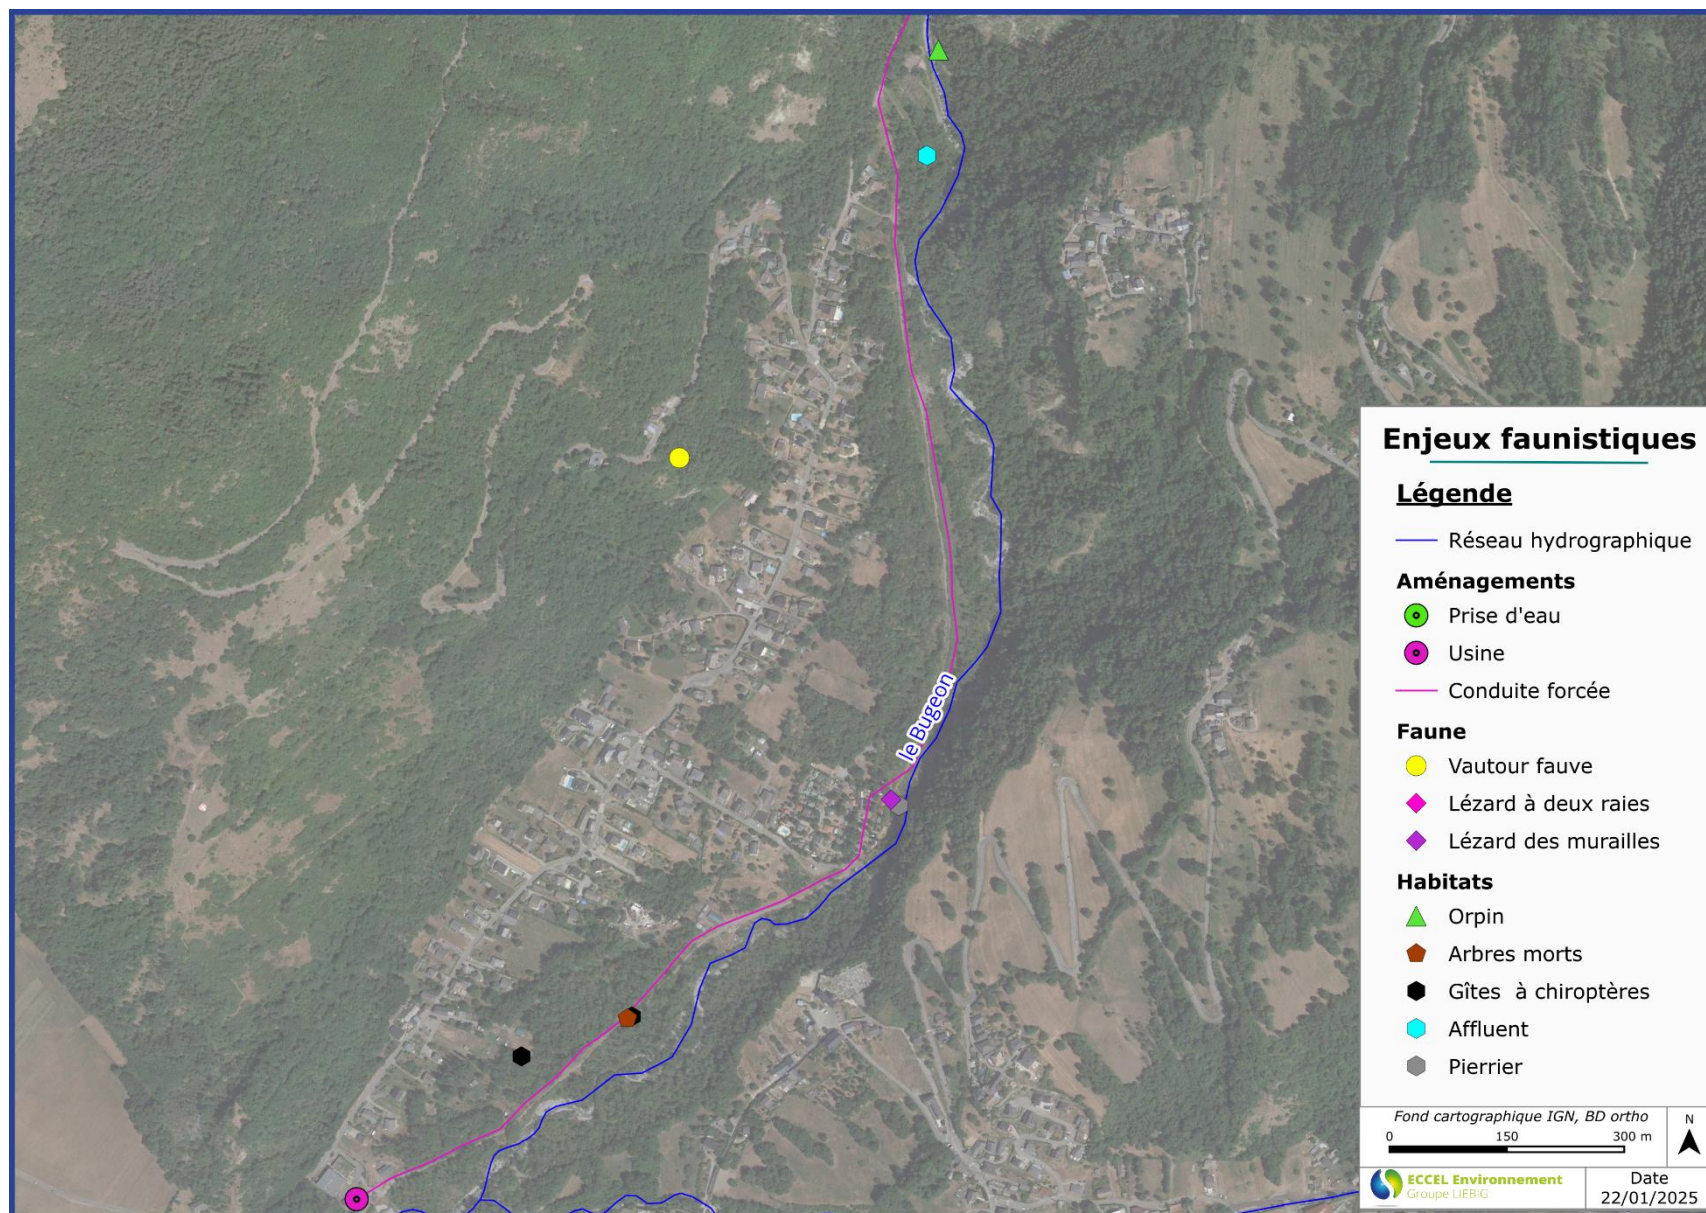 le Bugeon
Enjeux faunistiques
Légende
Réseau hydrographique
Aménagements
Prise d'eau
Usine
Conduite forcée
Faune
Vautour fauve
Lézard à deux raies
Lézard des murailles
Habitats
Orpin
Arbres morts
Gîtes à chiroptères
Affluent
Pierrier
Fond cartographique IGN, BD ortho
0 150 300 m
N
ECCEL Environnement
Groupe LIEBIG
Date
22/01/2025